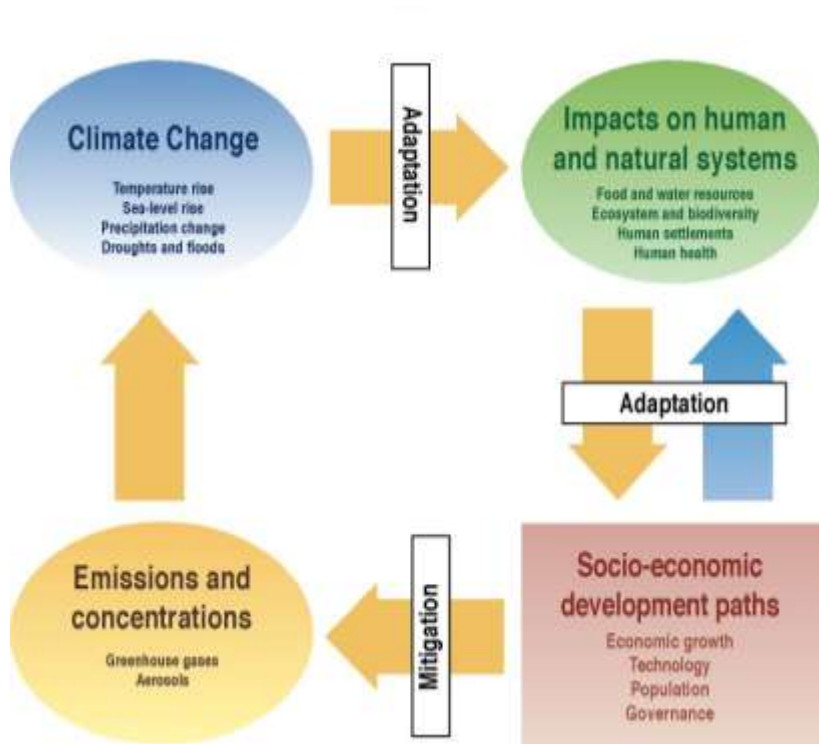 Climate Change
Temperature rise
Sea-level rise
Precipitation change
Droughts and floods
Adaptation
Impacts on human
and natural systems
Food and water resources
Ecosystem and biodiversity
Human settlements
Human health
Adaptation
Emissions and
concentrations
Greenhouse gases
Aerosols
Mitigation
Socio-economic
development paths
Economic growth
Technology
Population
Governance